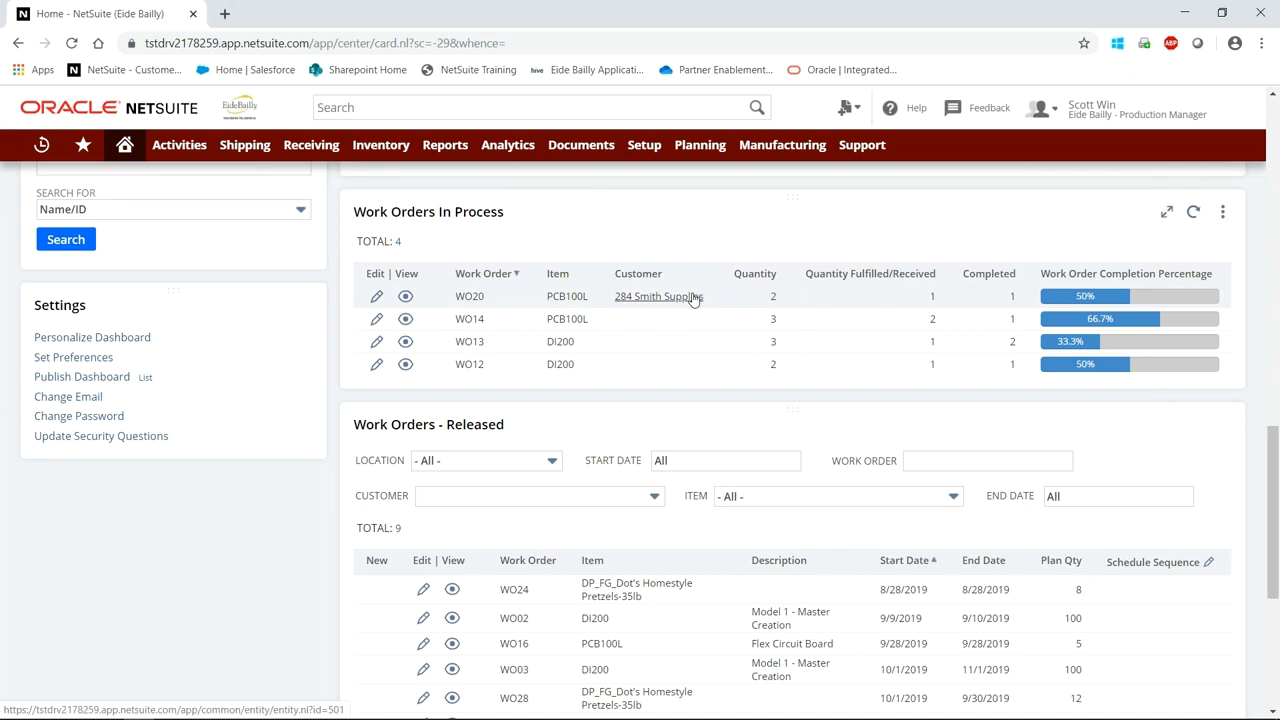 Home - NetSuite (Eide Bailly)
tstdrv2178259.app.netsuite.com/app/center/card.nl?sc=-29&whence=
Apps
NetSuite - Custome...
Home | Salesforce
Sharepoint Home
NetSuite Training
hive
Eide Bailly Applicati...
Partner Enablement...
Oracle | Integrated...
ORACLE NETSUITE
EideBailly
Search
Help
Feedback
Scott Win
Eide Bailly - Production Manager
Activities Shipping Receiving Inventory Reports Analytics Documents Setup Planning Manufacturing Support
SEARCH FOR
Name/ID
Search
Settings
Personalize Dashboard
Set Preferences
Publish Dashboard List
Change Email
Change Password
Update Security Questions
Work Orders In Process
TOTAL: 4
Edit | View Work Order Item Customer Quantity Quantity Fulfilled/Received Completed Work Order Completion Percentage
WO20 PCB100L 284 Smith Supplies 2 1 1 50%
WO14 PCB100L 3 2 1 66.7%
WO13 DI200 3 1 2 33.3%
WO12 DI200 2 1 1 50%
Work Orders - Released
LOCATION - All - START DATE All WORK ORDER
CUSTOMER ITEM - All - END DATE All
TOTAL: 9
New Edit | View Work Order Item Description Start Date End Date Plan Qty Schedule Sequence
WO24 DP_FG_Dot's Homestyle Pretzels-35lb 8/28/2019 8/28/2019 8
WO02 DI200 Model 1 - Master Creation 9/9/2019 9/10/2019 100
WO16 PCB100L Flex Circuit Board 9/28/2019 9/28/2019 5
WO03 DI200 Model 1 - Master Creation 10/1/2019 11/1/2019 100
WO28 DP_FG_Dot's Homestyle Pretzels-35lb 10/1/2019 9/30/2019 12
https://tstdrv2178259.app.netsuite.com/app/common/entity/entity.nl?id=501